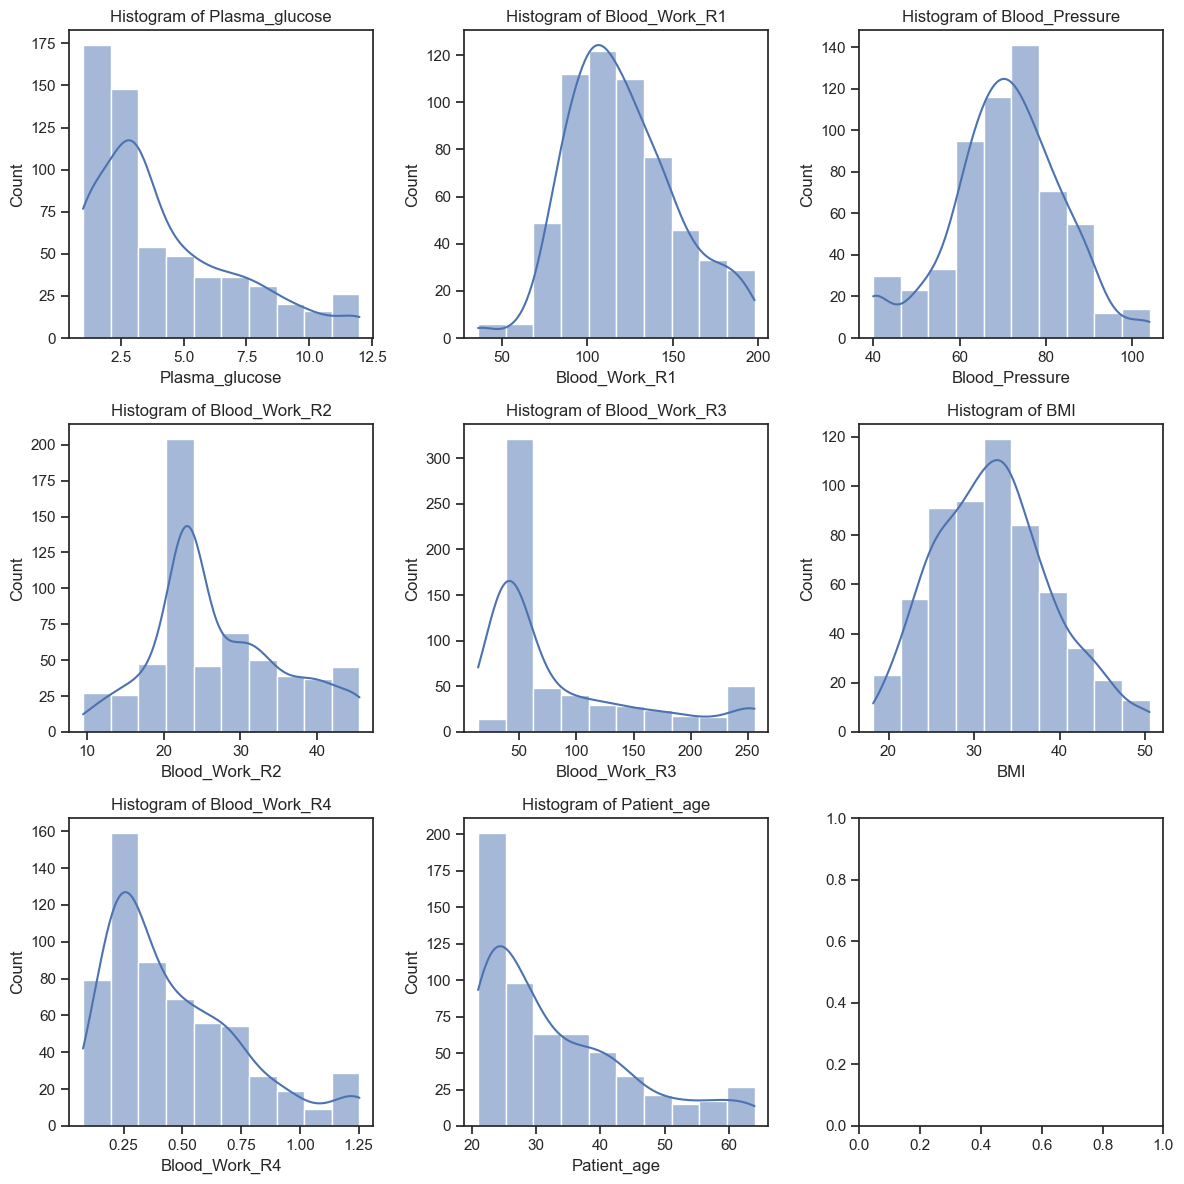 Histogram of Plasma_glucose
175
150
125
100
75
50
25
0
Count
2.5 5.0 7.5 10.0 12.5
Plasma_glucose
Histogram of Blood_Work_R1
120
100
80
60
40
20
0
Count
50 100 150 200
Blood_Work_R1
Histogram of Blood_Pressure
140
120
100
80
60
40
20
0
Count
40 60 80 100
Blood_Pressure
Histogram of Blood_Work_R2
200
175
150
125
100
75
50
25
0
Count
10 20 30 40
Blood_Work_R2
Histogram of Blood_Work_R3
300
250
200
150
100
50
0
Count
50 100 150 200 250
Blood_Work_R3
Histogram of BMI
120
100
80
60
40
20
0
Count
20 30 40 50
BMI
Histogram of Blood_Work_R4
160
140
120
100
80
60
40
20
0
Count
0.25 0.50 0.75 1.00 1.25
Blood_Work_R4
Histogram of Patient_age
200
175
150
125
100
75
50
25
0
Count
20 30 40 50 60
Patient_age
1.0
0.8
0.6
0.4
0.2
0.0
0.0 0.2 0.4 0.6 0.8 1.0